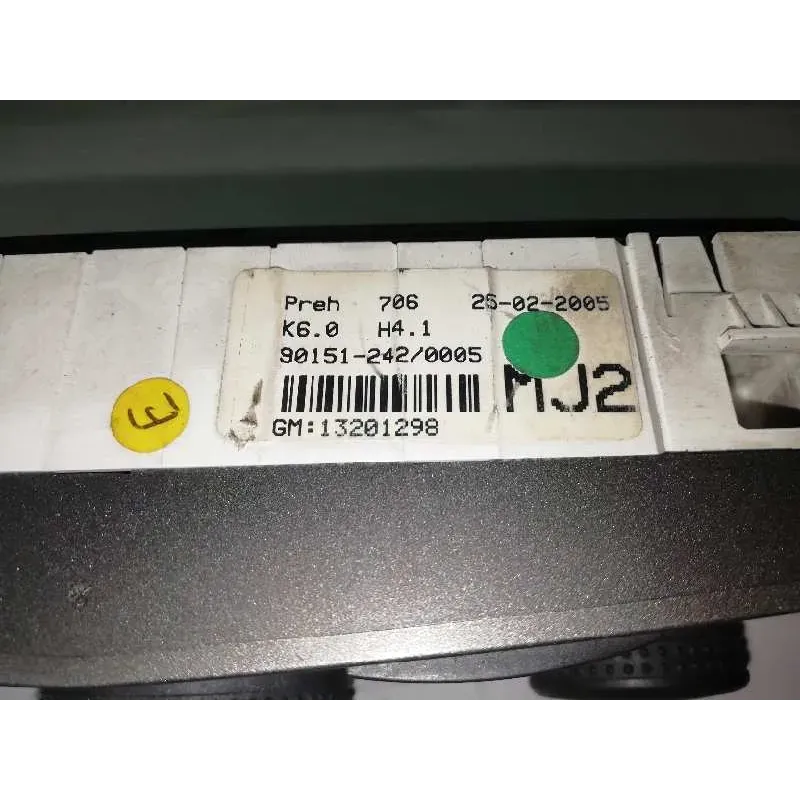 Preh 706 25-02-2005
K6.0 H4.1
90151-242/0005
MJ2
GM:13201298